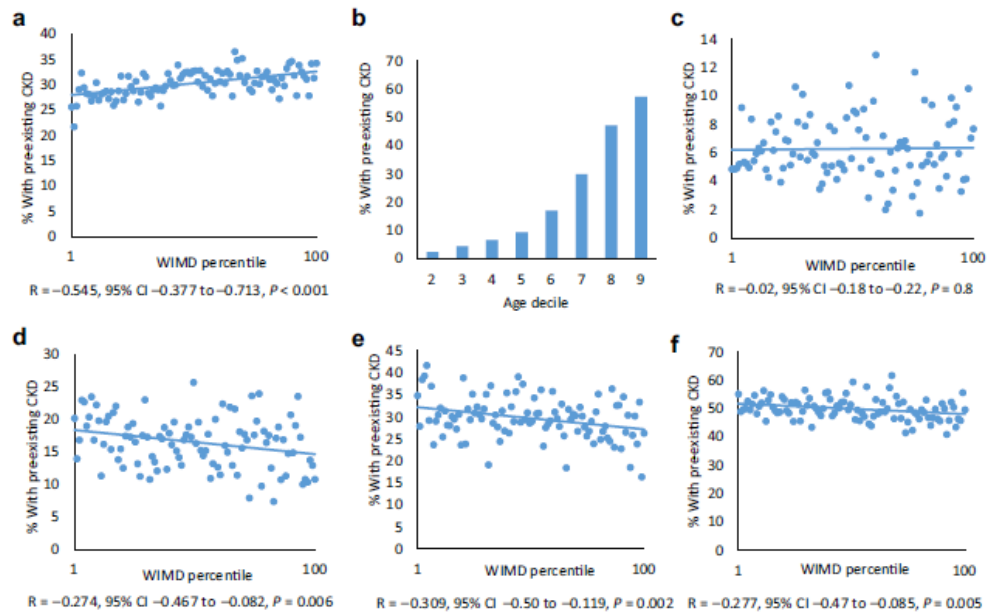 a
% With preexisting CKD
40
35
30
25
20
15
10
5
0
1
100
WIMD percentile
R = −0.545, 95% CI −0.377 to −0.713, P < 0.001
b
% With preexisting CKD
70
60
50
40
30
20
10
0
2 3 4 5 6 7 8 9
Age decile
c
% With preexisting CKD
14
12
10
8
6
4
2
0
1
100
WIMD percentile
R = −0.02, 95% CI −0.18 to −0.22, P = 0.8
d
% With preexisting CKD
30
25
20
15
10
5
0
1
100
WIMD percentile
R = −0.274, 95% CI −0.467 to −0.082, P = 0.006
e
% With preexisting CKD
45
40
35
30
25
20
15
10
5
0
1
100
WIMD percentile
R = −0.309, 95% CI −0.50 to −0.119, P = 0.002
f
% With preexisting CKD
70
60
50
40
30
20
10
0
1
100
WIMD percentile
R = −0.277, 95% CI −0.47 to −0.085, P = 0.005